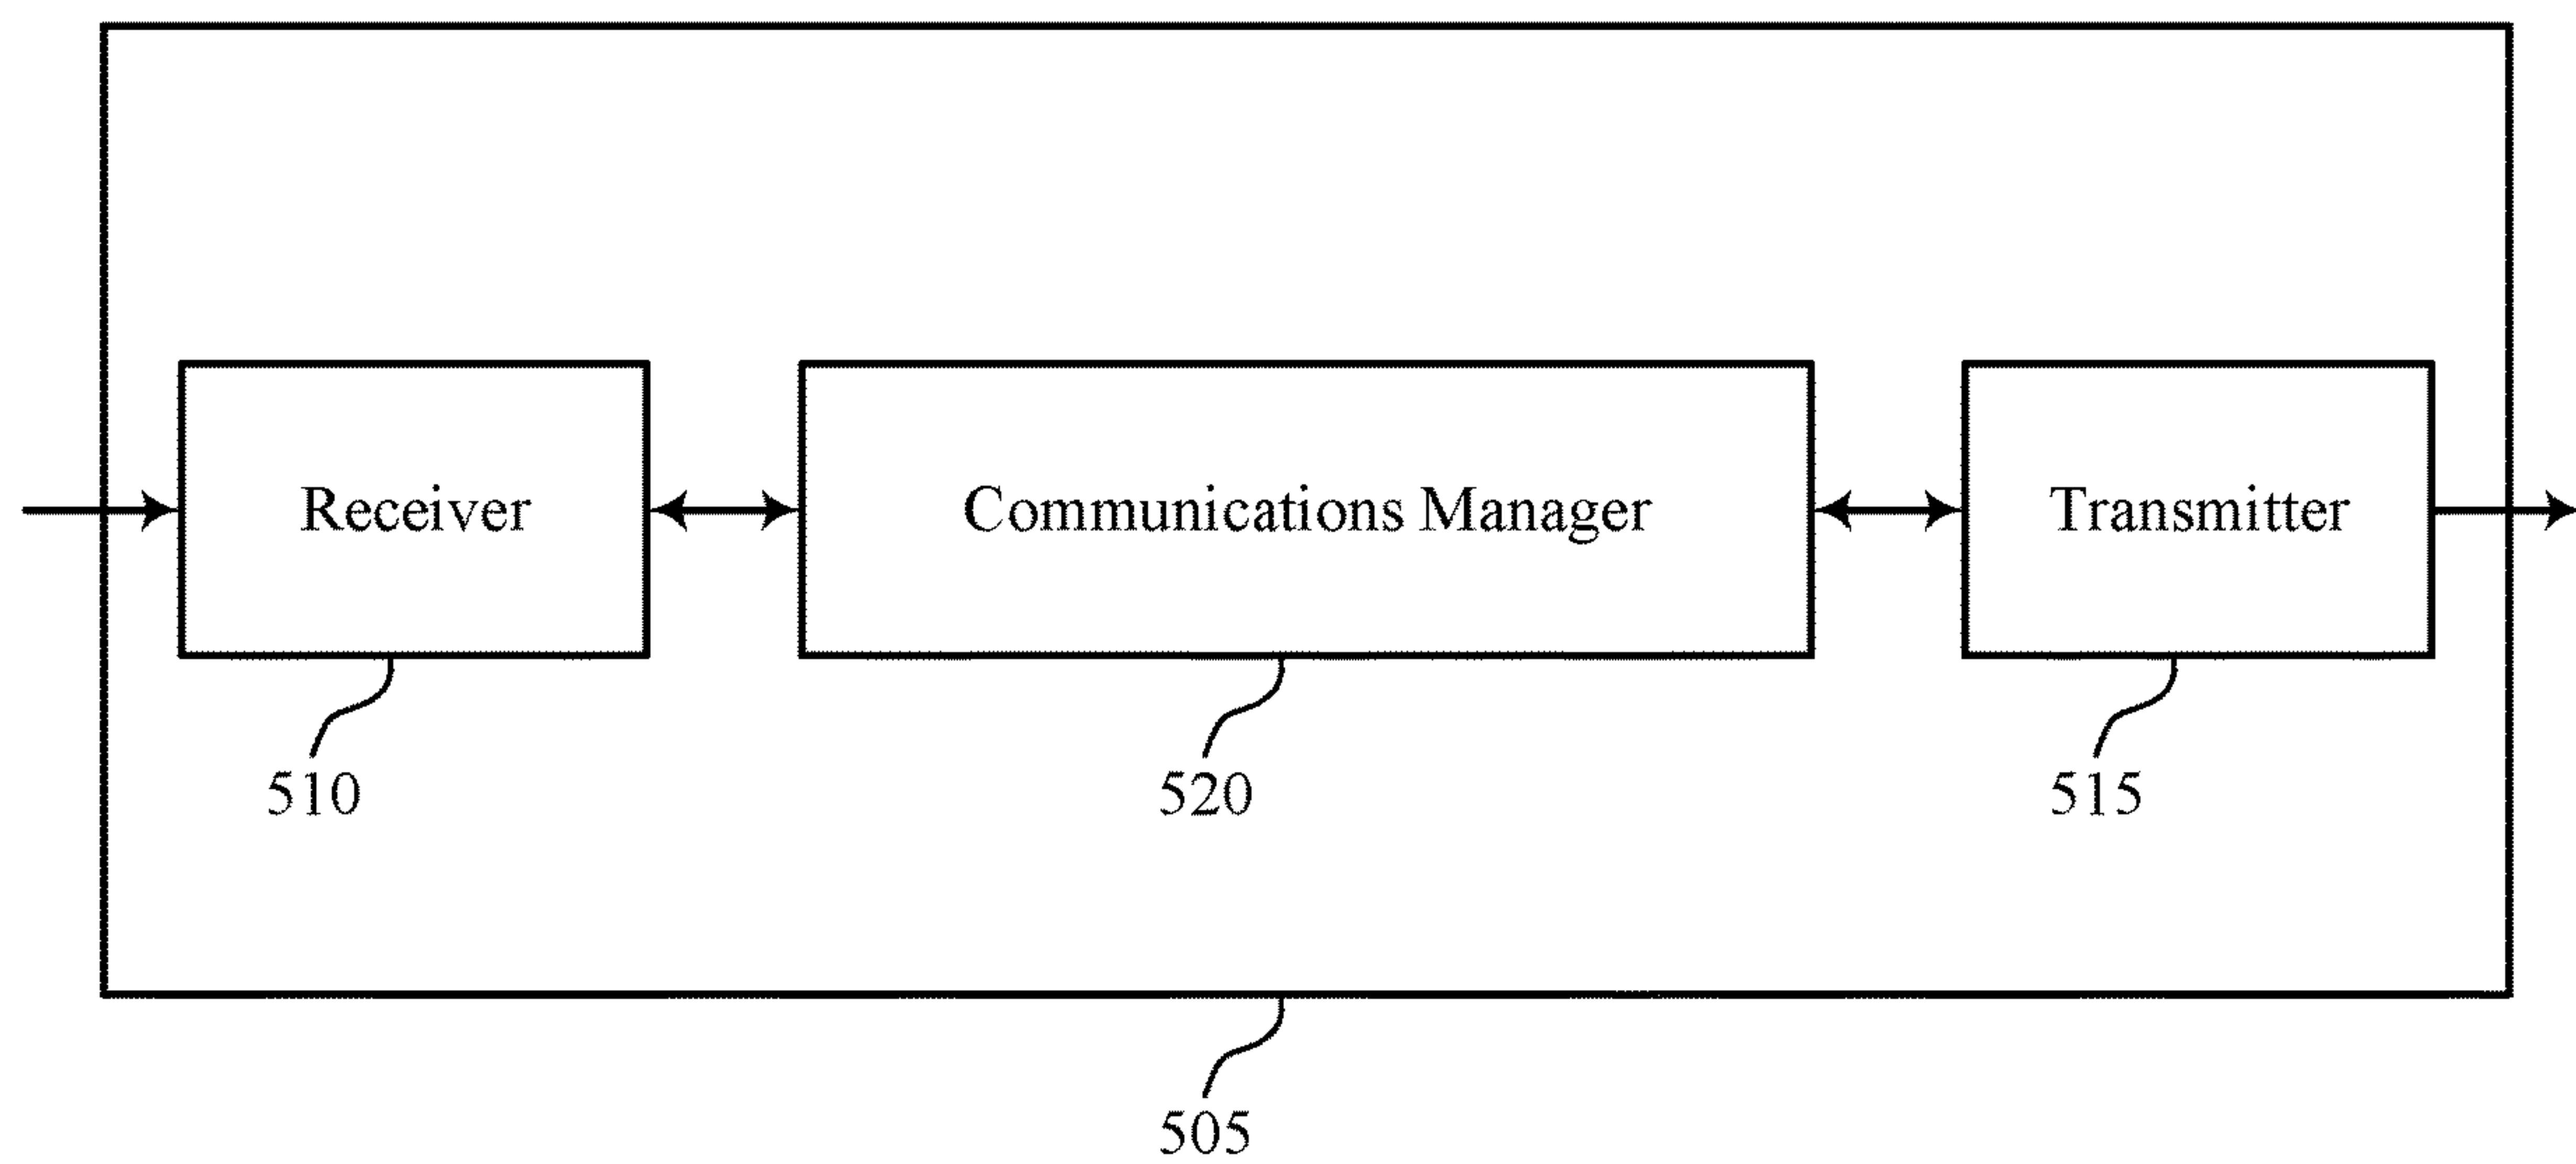 Receiver
Communications Manager
Transmitter
510
520
515
505